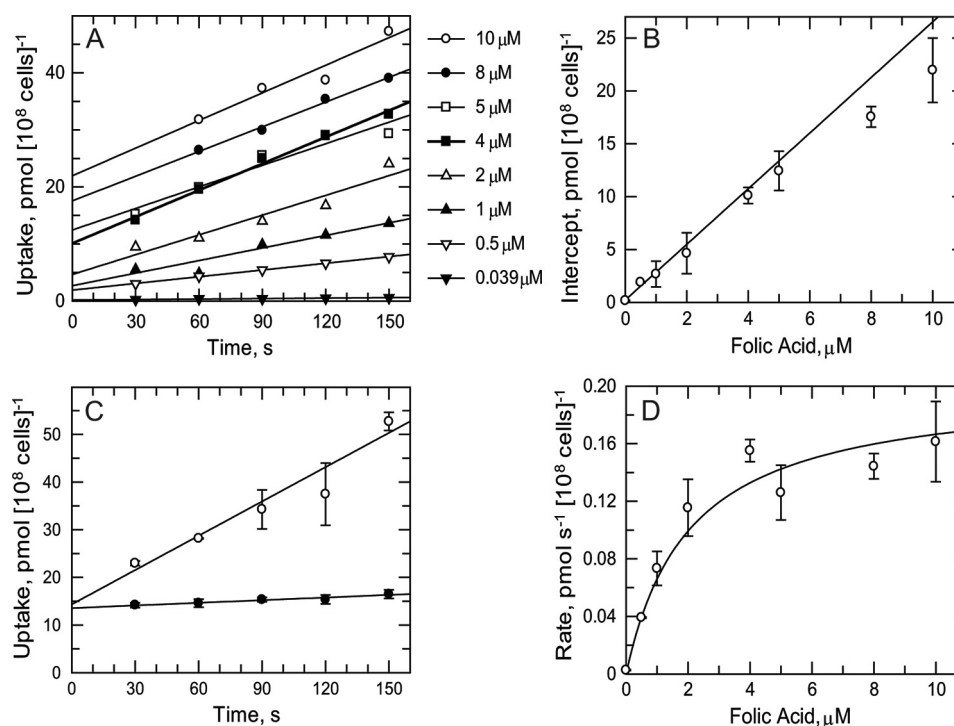 A
Uptake, pmol [10⁸ cells]⁻¹
40
20
0
0 30 60 90 120 150
Time, s
10 µM
8 µM
5 µM
4 µM
2 µM
1 µM
0.5 µM
0.039 µM
B
Intercept, pmol [10⁸ cells]⁻¹
25
20
15
10
5
0
0 2 4 6 8 10
Folic Acid, µM
C
Uptake, pmol [10⁸ cells]⁻¹
50
40
30
20
10
0
0 30 60 90 120 150
Time, s
D
Rate, pmol s⁻¹ [10⁸ cells]⁻¹
0.20
0.16
0.12
0.08
0.04
0.00
0 2 4 6 8 10
Folic Acid, µM